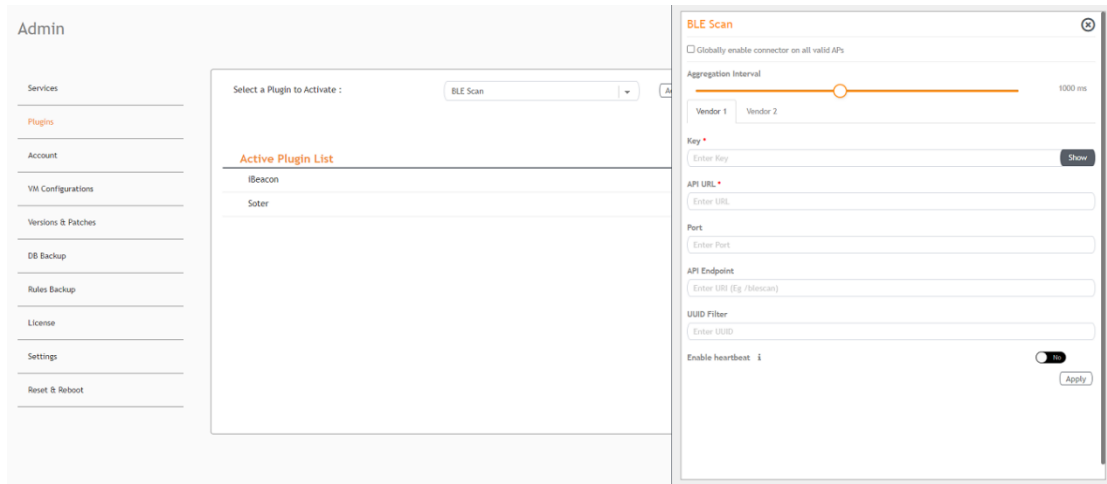 Admin
Services
Plugins
Account
VM Configurations
Versions & Patches
DB Backup
Rules Backup
License
Settings
Reset & Reboot
Select a Plugin to Activate :
BLE Scan
Active Plugin List
iBeacon
Soter
BLE Scan
Globally enable connector on all valid APs
Aggregation Interval
1000 ms
Vendor 1 Vendor 2
Key *
Enter Key Show
API URL *
Enter URL
Port
Enter Port
API Endpoint
Enter URI (Eg /blescan)
UUID Filter
Enter UUID
Enable heartbeat i No
Apply